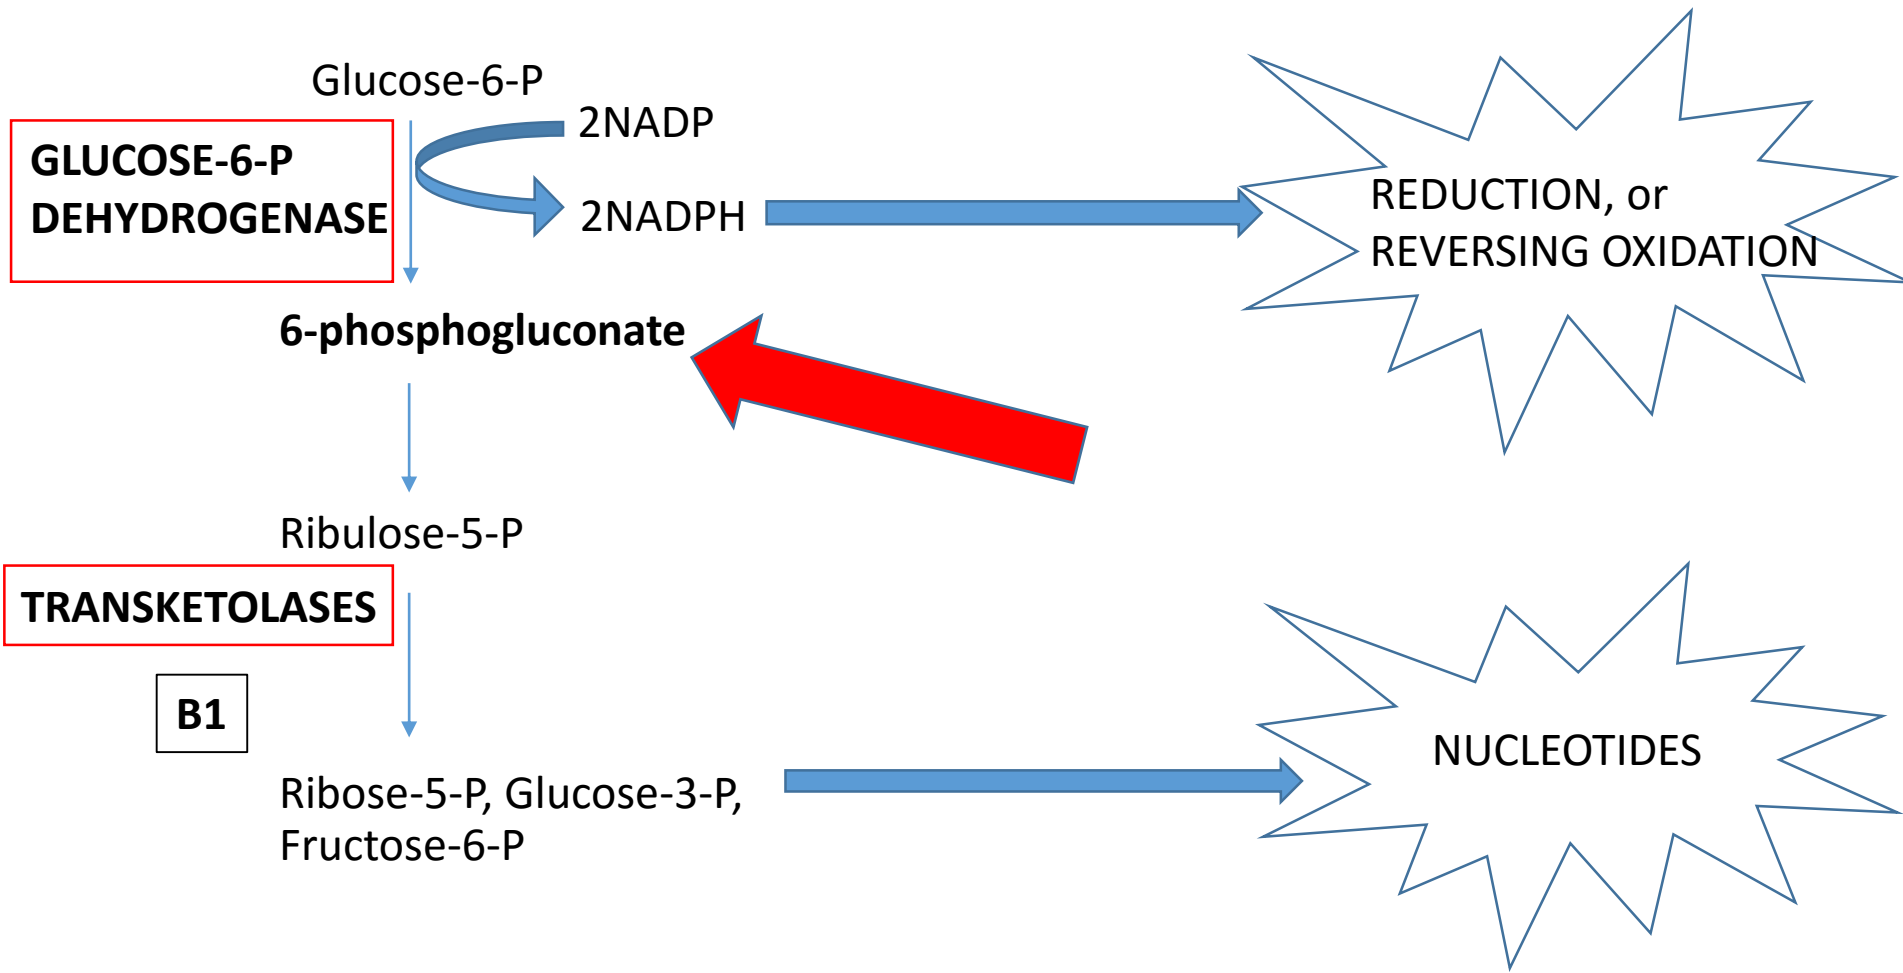 Glucose-6-P
2NADP
GLUCOSE-6-P
DEHYDROGENASE
2NADPH
REDUCTION, or
REVERSING OXIDATION
6-phosphogluconate
Ribulose-5-P
TRANSKETOLASES
B1
NUCLEOTIDES
Ribose-5-P, Glucose-3-P,
Fructose-6-P